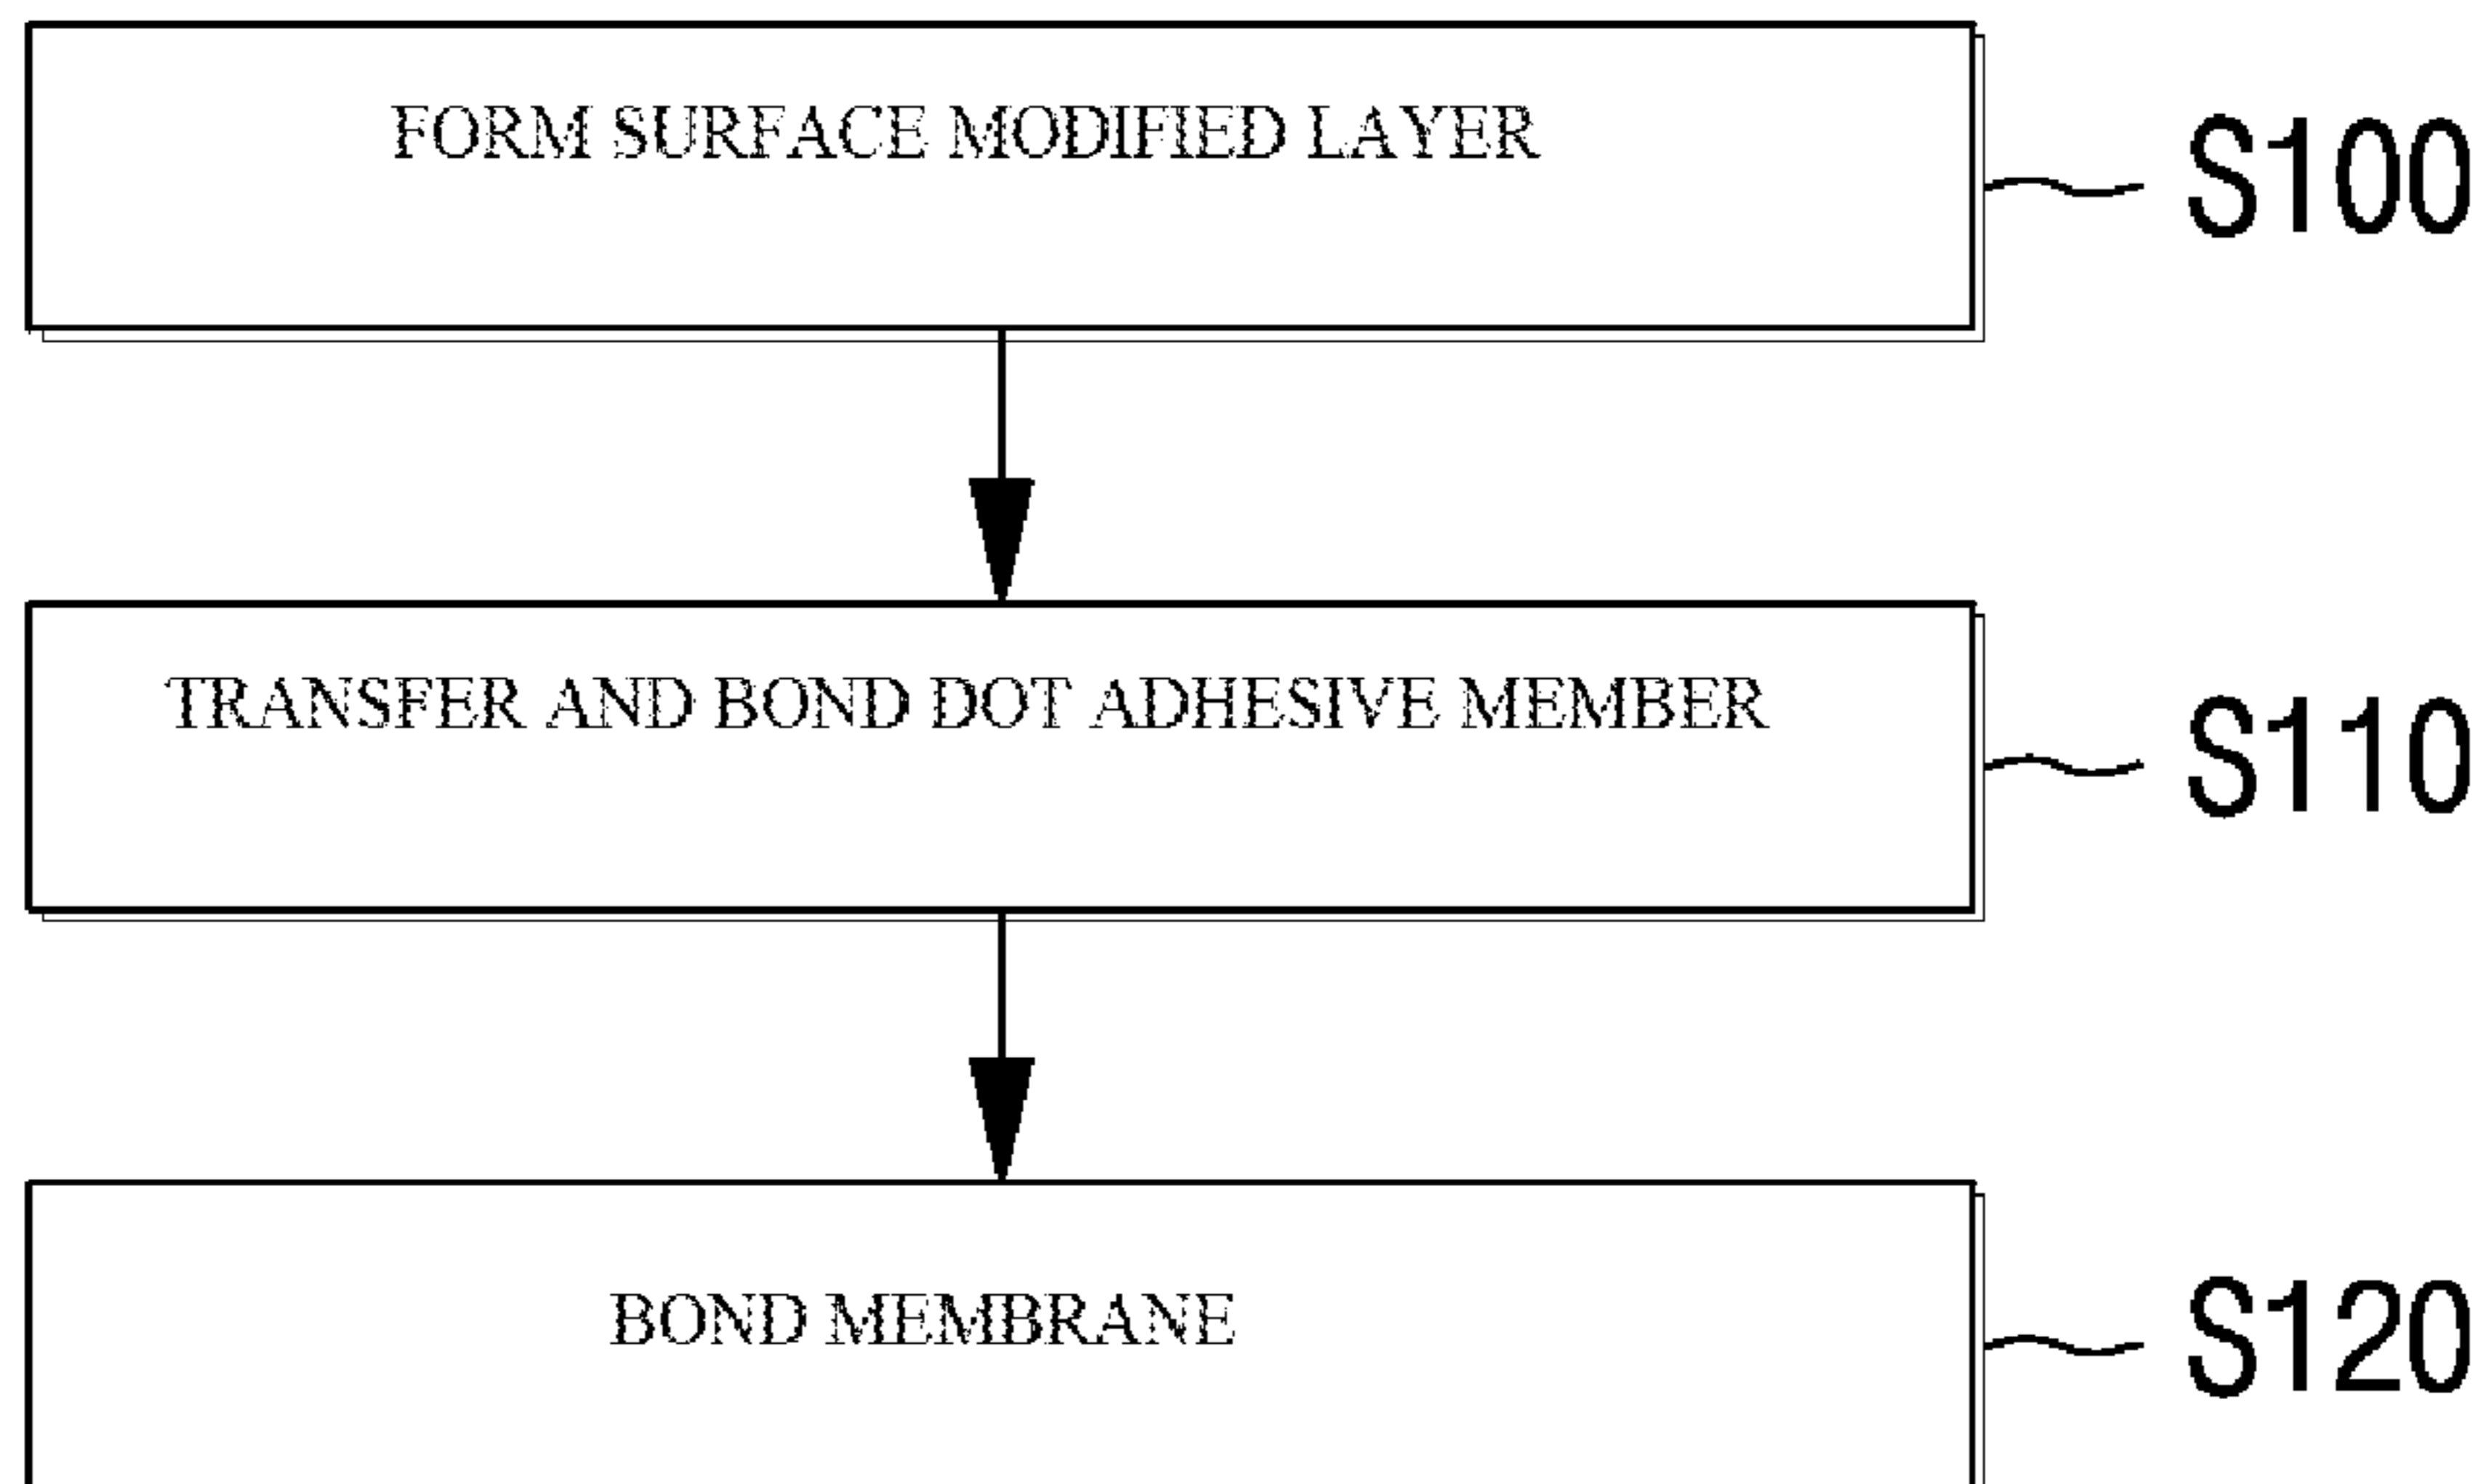 FORM SURFACE MODIFIED LAYER
S100
TRANSFER AND BOND DOT ADHESIVE MEMBER
S110
BOND MEMBRANE
S120